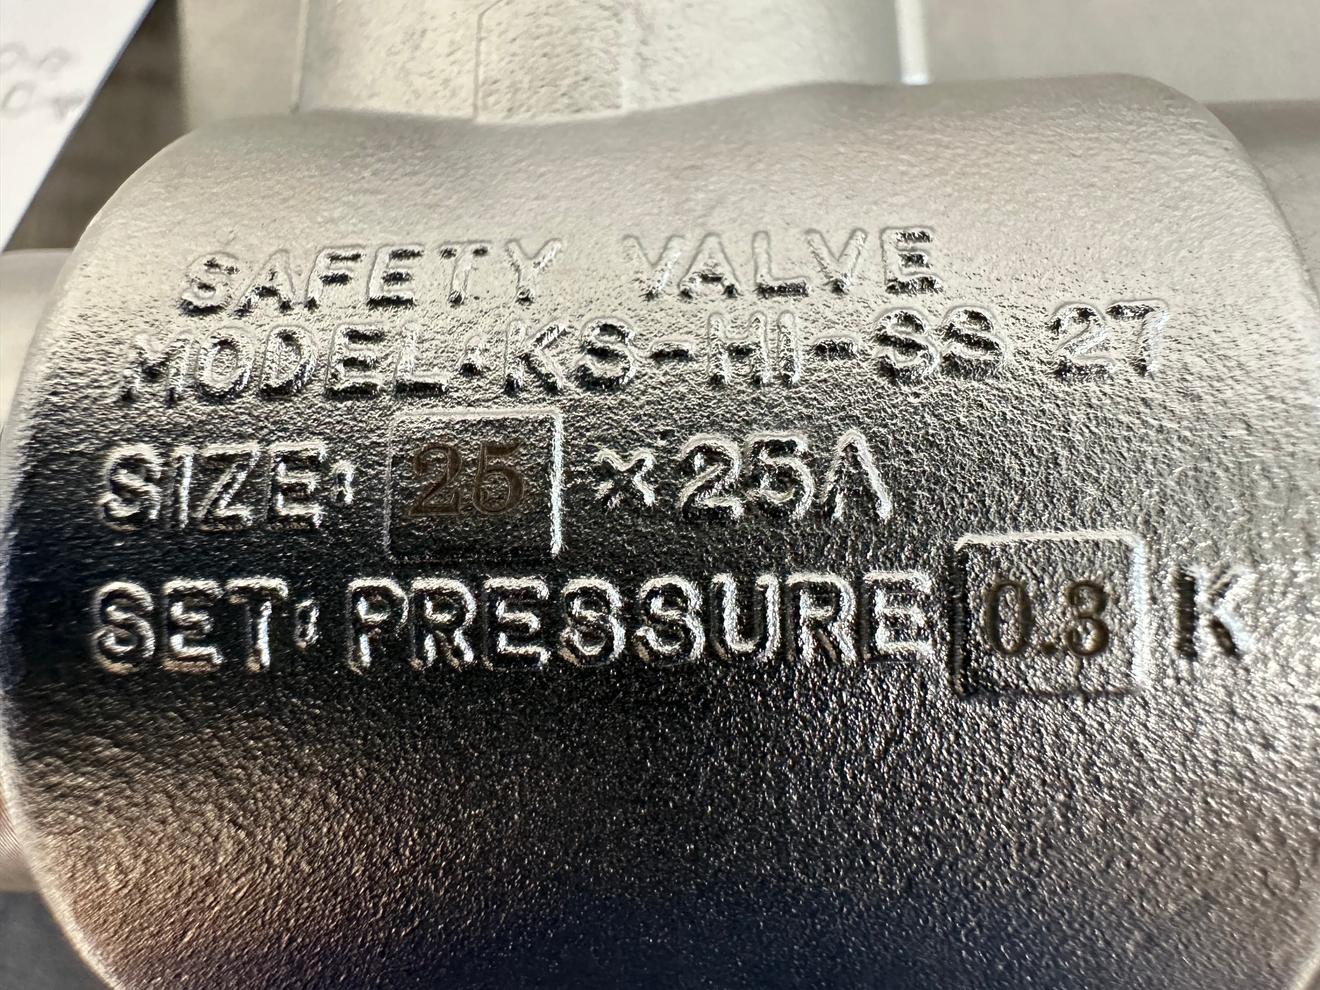 SAFETY VALVE
MODEL·KS-HI-SS 27
SIZE: 25 × 25A
SET: PRESSURE 0.3 K